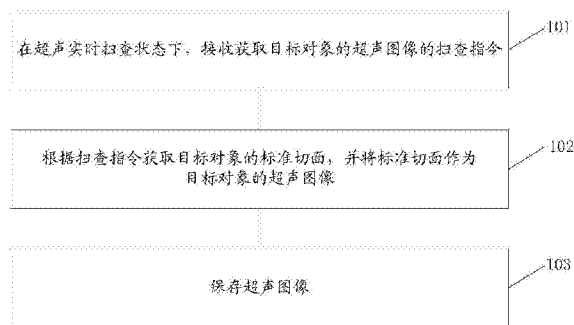 在超声实时扫查状态下，接收获取目标对象的超声图像的扫查指令
101
根据扫查指令获取目标对象的标准切面，并将标准切面作为
目标对象的超声图像
102
保存超声图像
103